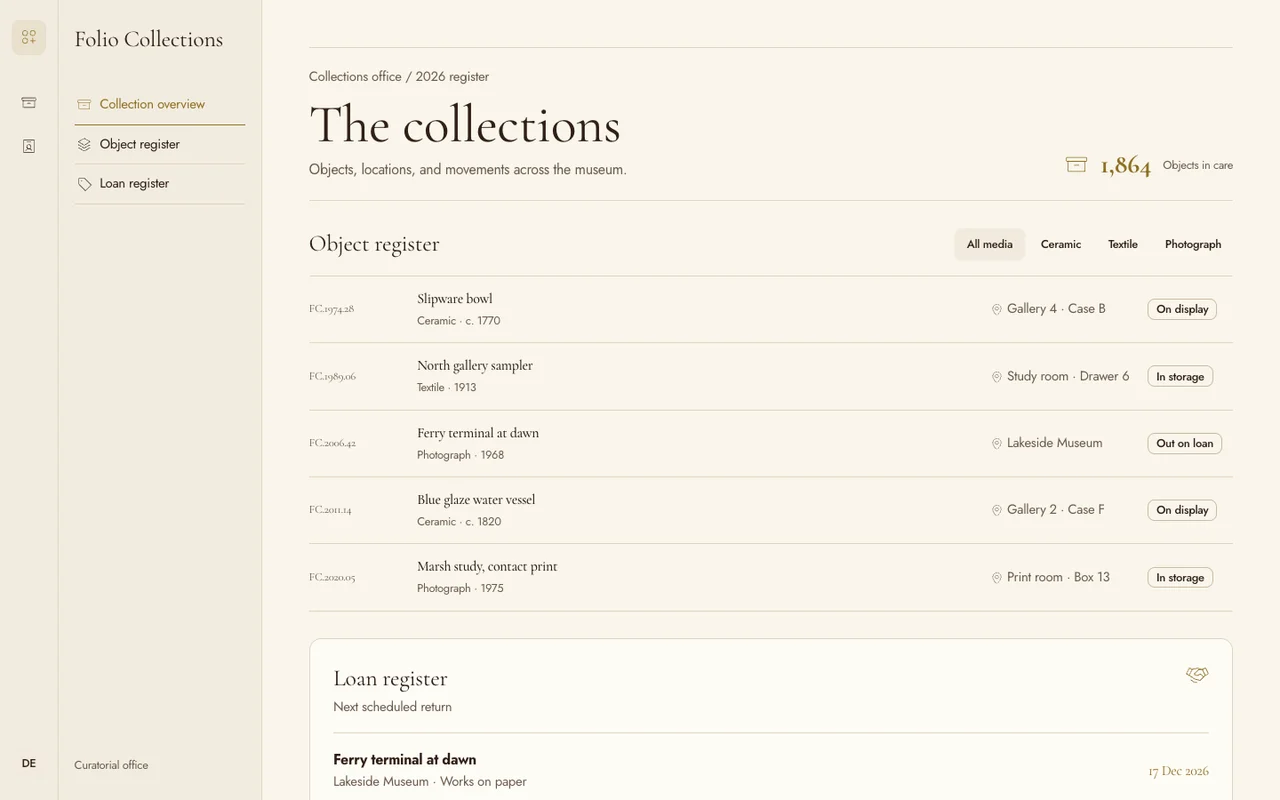 Folio Collections
Collection overview
Object register
Loan register
DE
Curatorial office
Collections office / 2026 register
The collections
Objects, locations, and movements across the museum.
1,864 Objects in care
Object register
All media Ceramic Textile Photograph
FC.1974.28 Slipware bowl Gallery 4 · Case B On display
Ceramic · c. 1770
FC.1989.06 North gallery sampler Study room · Drawer 6 In storage
Textile · 1913
FC.2006.42 Ferry terminal at dawn Lakeside Museum Out on loan
Photograph · 1968
FC.2011.14 Blue glaze water vessel Gallery 2 · Case F On display
Ceramic · c. 1820
FC.2020.05 Marsh study, contact print Print room · Box 13 In storage
Photograph · 1975
Loan register
Next scheduled return
Ferry terminal at dawn
Lakeside Museum · Works on paper
17 Dec 2026